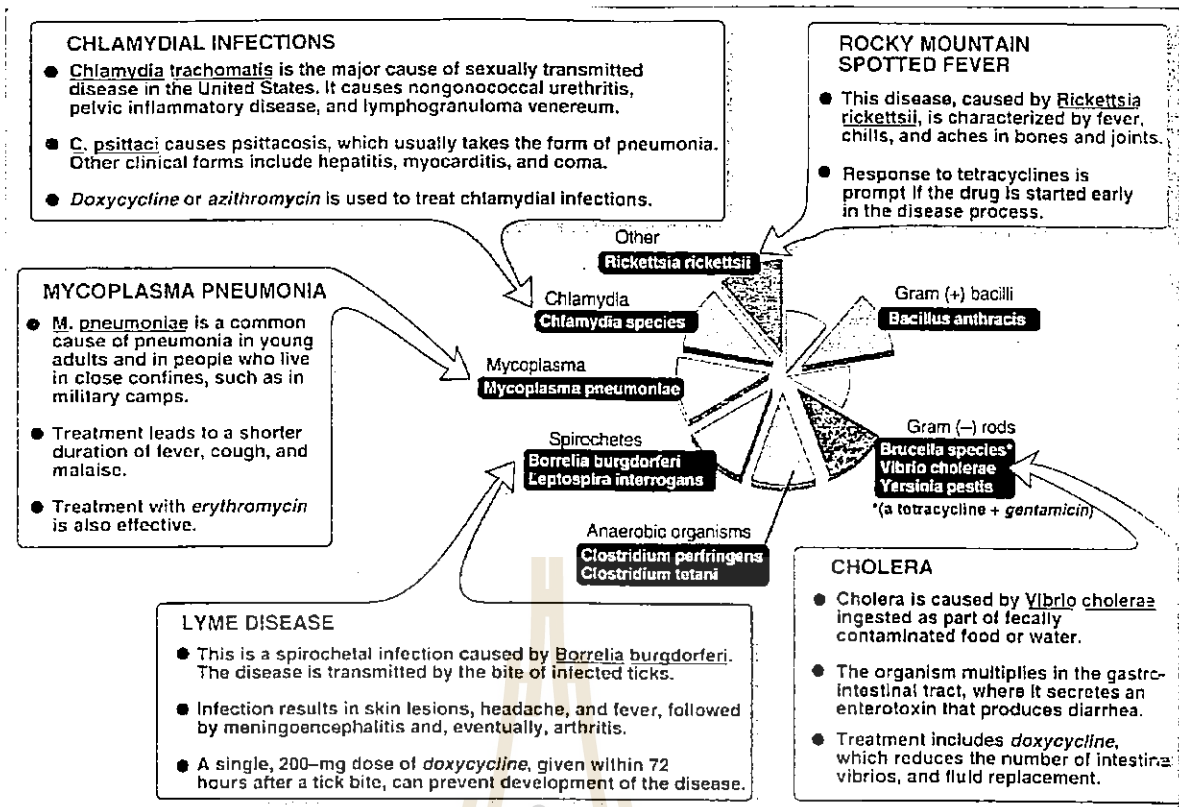 CHLAMYDIAL INFECTIONS
● Chlamydia trachomatis is the major cause of sexually transmitted
disease in the United States. It causes nongonococcal urethritis,
pelvic inflammatory disease, and lymphogranuloma venereum.
● C. psittaci causes psittacosis, which usually takes the form of pneumonia.
Other clinical forms include hepatitis, myocarditis, and coma.
● Doxycycline or azithromycin is used to treat chlamydial infections.
ROCKY MOUNTAIN
SPOTTED FEVER
● This disease, caused by Rickettsia
rickettsii, is characterized by fever,
chills, and aches in bones and joints.
● Response to tetracyclines is
prompt if the drug is started early
in the disease process.
Other
Rickettsia rickettsii
Chlamydia
Chlamydia species
Gram (+) bacilli
Bacillus anthracis
MYCOPLASMA PNEUMONIA
● M. pneumoniae is a common
cause of pneumonia in young
adults and in people who live
in close confines, such as in
military camps.
● Treatment leads to a shorter
duration of fever, cough, and
malaise.
● Treatment with erythromycin
is also effective.
Mycoplasma
Mycoplasma pneumoniae
Spirochetes
Borrelia burgdorferi
Leptospira interrogans
Gram (–) rods
Brucella species*
Vibrio cholerae
Yersinia pestis
*(a tetracycline + gentamicin)
Anaerobic organisms
Clostridium perfringens
Clostridium tetani
LYME DISEASE
● This is a spirochetal infection caused by Borrelia burgdorferi.
The disease is transmitted by the bite of infected ticks.
● Infection results in skin lesions, headache, and fever, followed
by meningoencephalitis and, eventually, arthritis.
● A single, 200–mg dose of doxycycline, given within 72
hours after a tick bite, can prevent development of the disease.
CHOLERA
● Cholera is caused by Vibrio cholerae
ingested as part of fecally
contaminated food or water.
● The organism multiplies in the gastro-
intestinal tract, where it secretes an
enterotoxin that produces diarrhea.
● Treatment includes doxycycline,
which reduces the number of intestinal
vibrios, and fluid replacement.